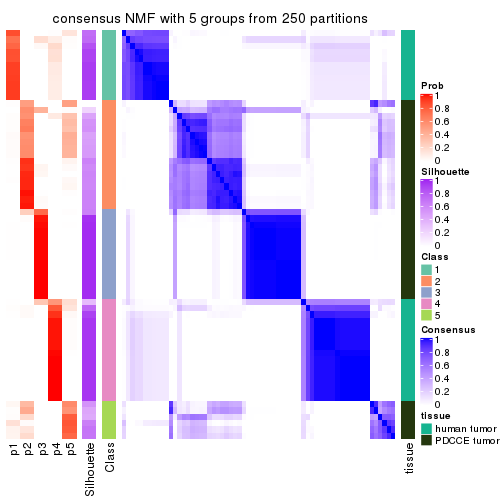 consensus NMF with 5 groups from 250 partitions
Prob
1
0.8
0.6
0.4
0.2
0
Silhouette
1
0.8
0.6
0.4
0.2
0
Class
1
2
3
4
5
Consensus
1
0.8
0.6
0.4
0.2
0
tissue
human tumor
PDCCE tumor
p1
p2
p3
p4
p5
Silhouette
Class
tissue